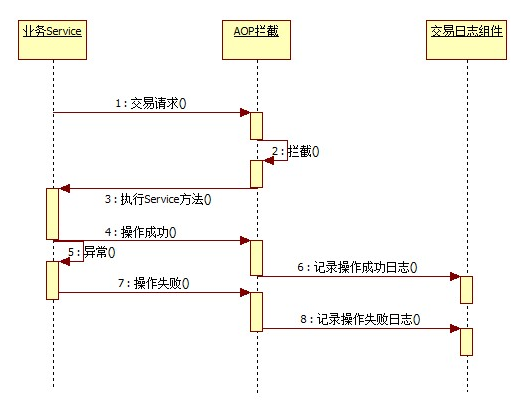 业务Service
AOP拦截
交易日志组件
1 : 交易请求()
2 : 拦截()
3 : 执行Service方法()
4 : 操作成功()
5 : 异常()
6 : 记录操作成功日志()
7 : 操作失败()
8 : 记录操作失败日志()